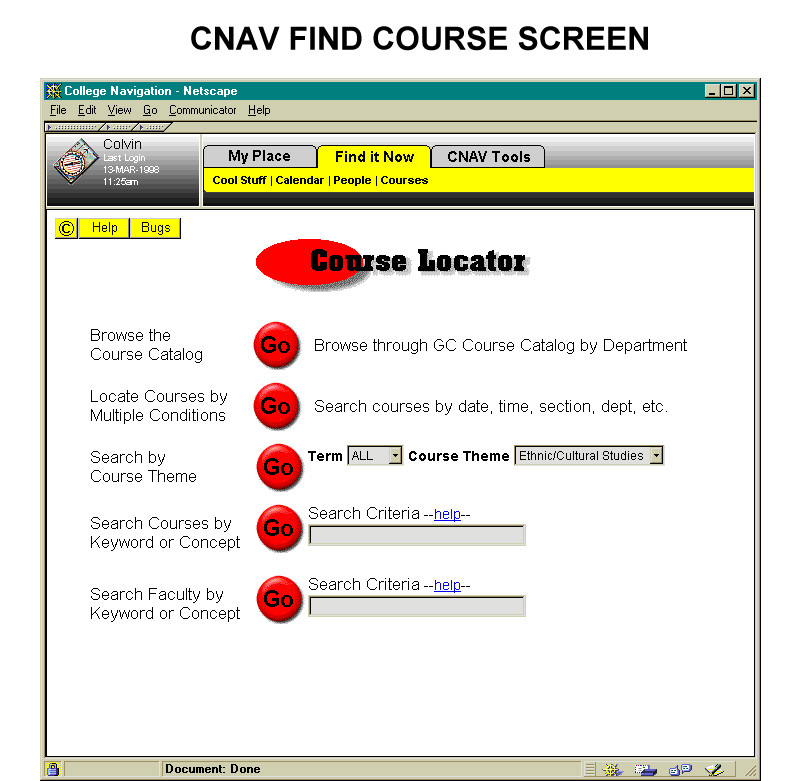 CNAV FIND COURSE SCREEN
College Navigation - Netscape
File Edit View Go Communicator Help
Colvin
Last Login
13-MAR-1998
11:25am
My Place Find it Now CNAV Tools
Cool Stuff | Calendar | People | Courses
© Help Bugs
Course Locator
Browse the
Course Catalog
Go Browse through GC Course Catalog by Department
Locate Courses by
Multiple Conditions
Go Search courses by date, time, section, dept, etc.
Search by
Course Theme
Go Term ALL Course Theme Ethnic/Cultural Studies
Search Courses by
Keyword or Concept
Go Search Criteria --help--
Search Faculty by
Keyword or Concept
Go Search Criteria --help--
Document: Done